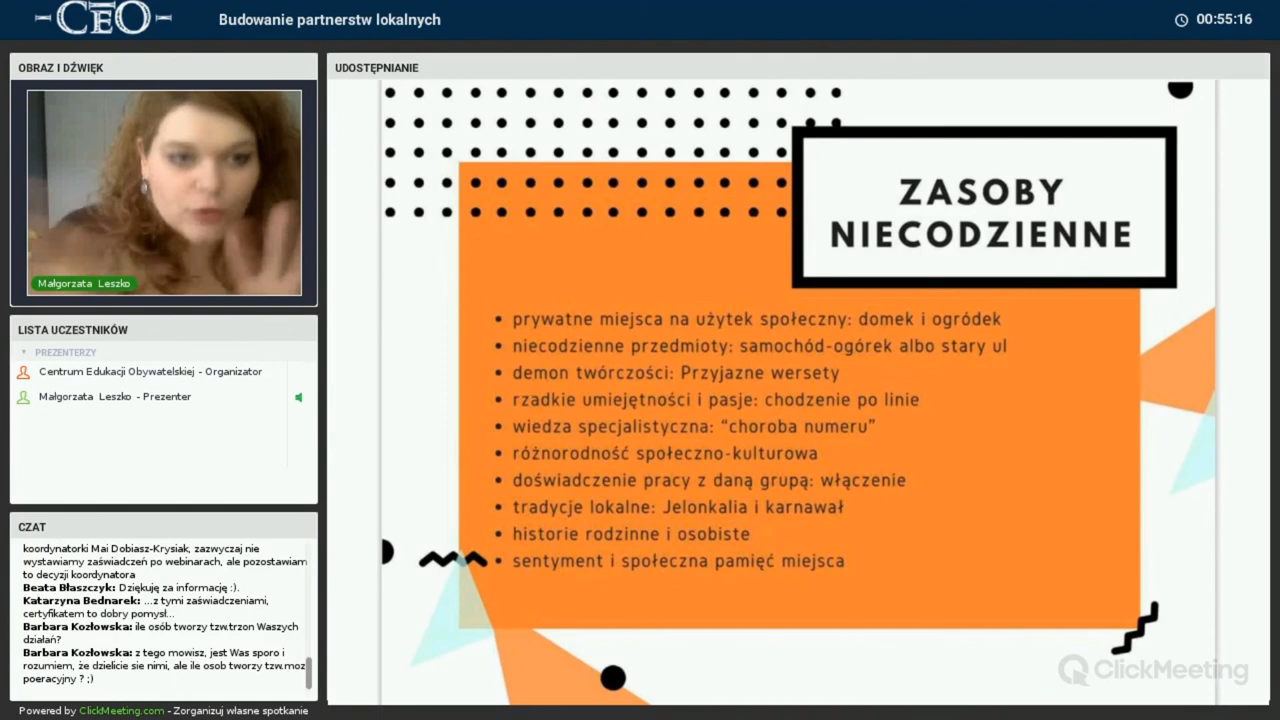 CEO
Budowanie partnerstw lokalnych
00:55:16
OBRAZ I DŹWIĘK
Małgorzata Leszko
LISTA UCZESTNIKÓW
PREZENTERZY
Centrum Edukacji Obywatelskiej - Organizator
Małgorzata Leszko - Prezenter
CZAT
koordynatorki Mai Dobiasz-Krysiak, zazwyczaj nie
wystawiamy zaświadczeń po webinarach, ale pozostawiam
to decyzji koordynatora
Beata Błaszczyk: Dziękuję za informację :).
Katarzyna Bednarek: ...z tymi zaświadczeniami,
certyfikatem to dobry pomysł...
Barbara Kozłowska: ile osób tworzy tzw.trzon Waszych
działań?
Barbara Kozłowska: z tego mowisz, jest Was sporo i
rozumiem, że dzielicie sie nimi, ale ile osob tworzy tzw.moz
poeracyjny ? ;)
Powered by ClickMeeting.com - Zorganizuj własne spotkanie
UDOSTĘPNIANIE
ZASOBY
NIECODZIENNE
• prywatne miejsca na użytek społeczny: domek i ogródek
• niecodzienne przedmioty: samochód-ogórek albo stary ul
• demon twórczości: Przyjazne wersety
• rzadkie umiejętności i pasje: chodzenie po linie
• wiedza specjalistyczna: “choroba numeru”
• różnorodność społeczno-kulturowa
• doświadczenie pracy z daną grupą: włączenie
• tradycje lokalne: Jelonkalia i karnawał
• historie rodzinne i osobiste
• sentyment i społeczna pamięć miejsca
ClickMeeting